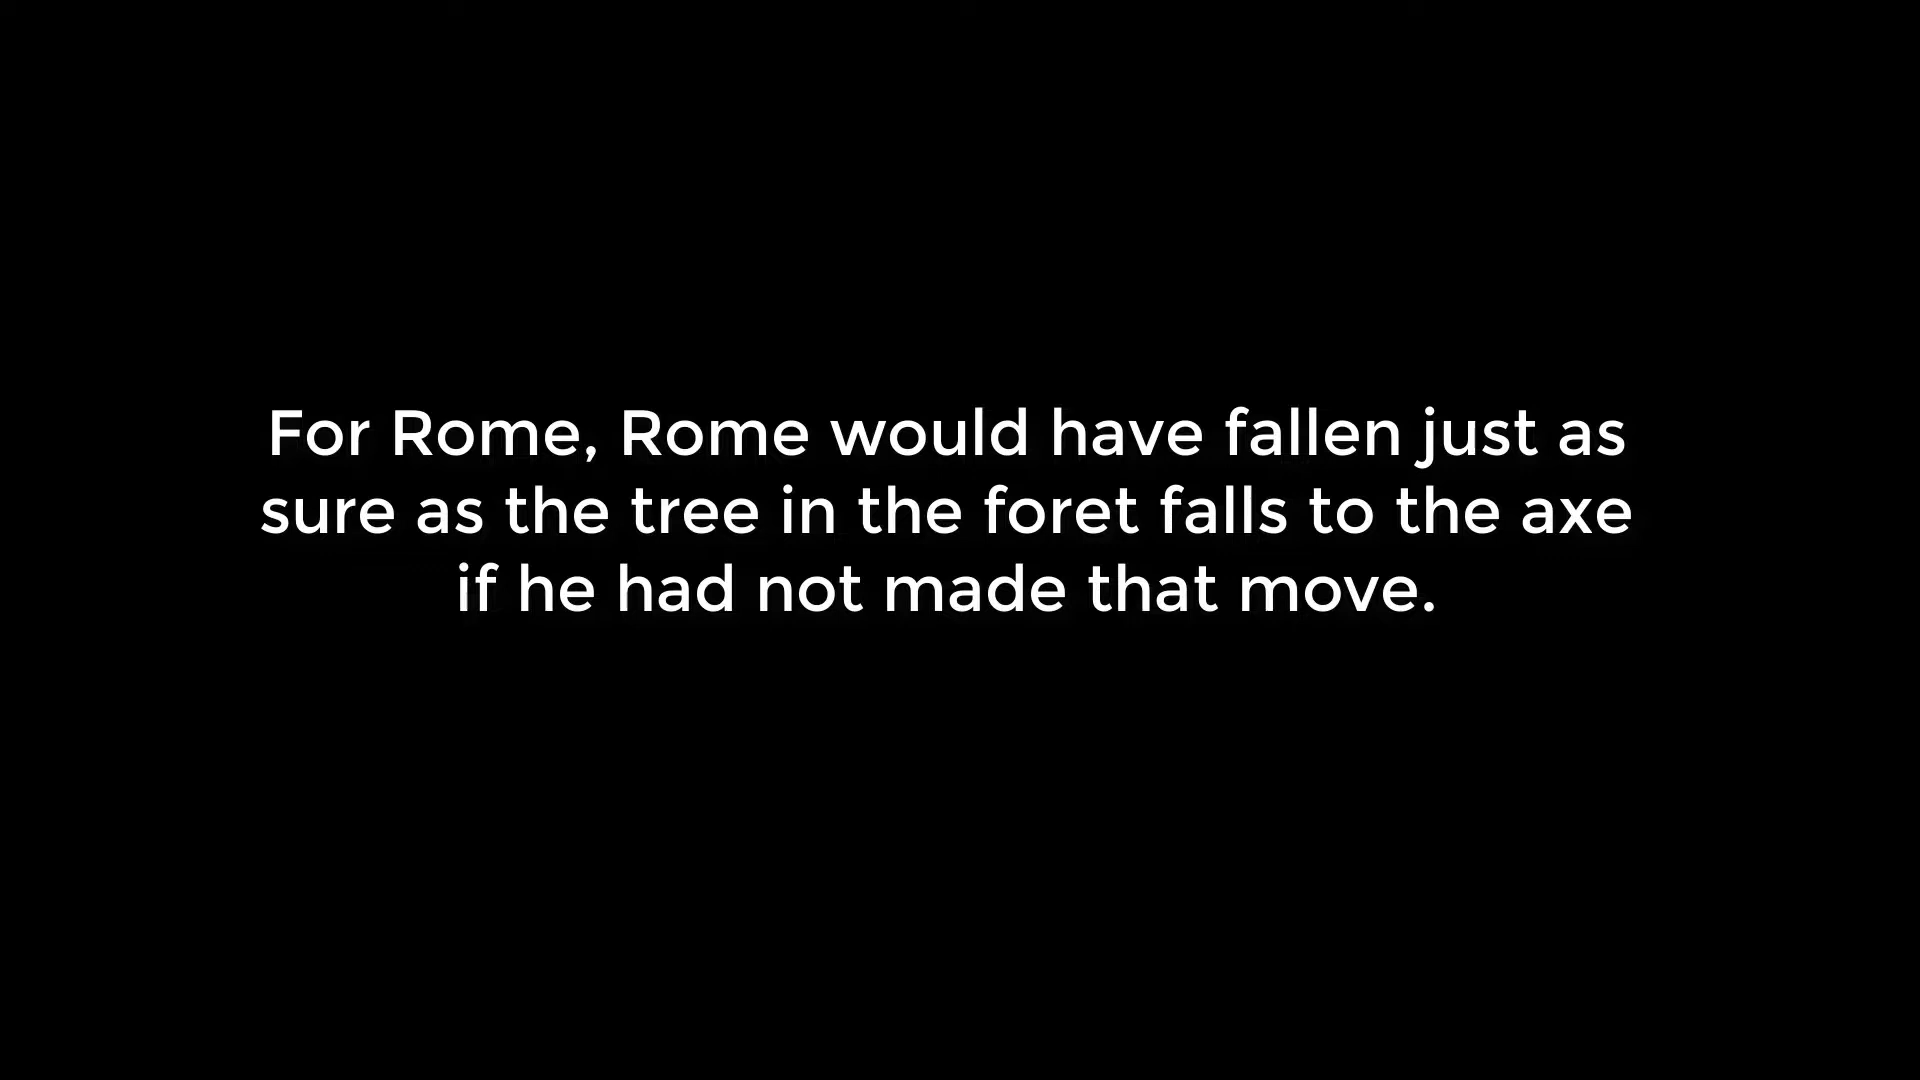 For Rome, Rome would have fallen just as
sure as the tree in the foret falls to the axe
if he had not made that move.